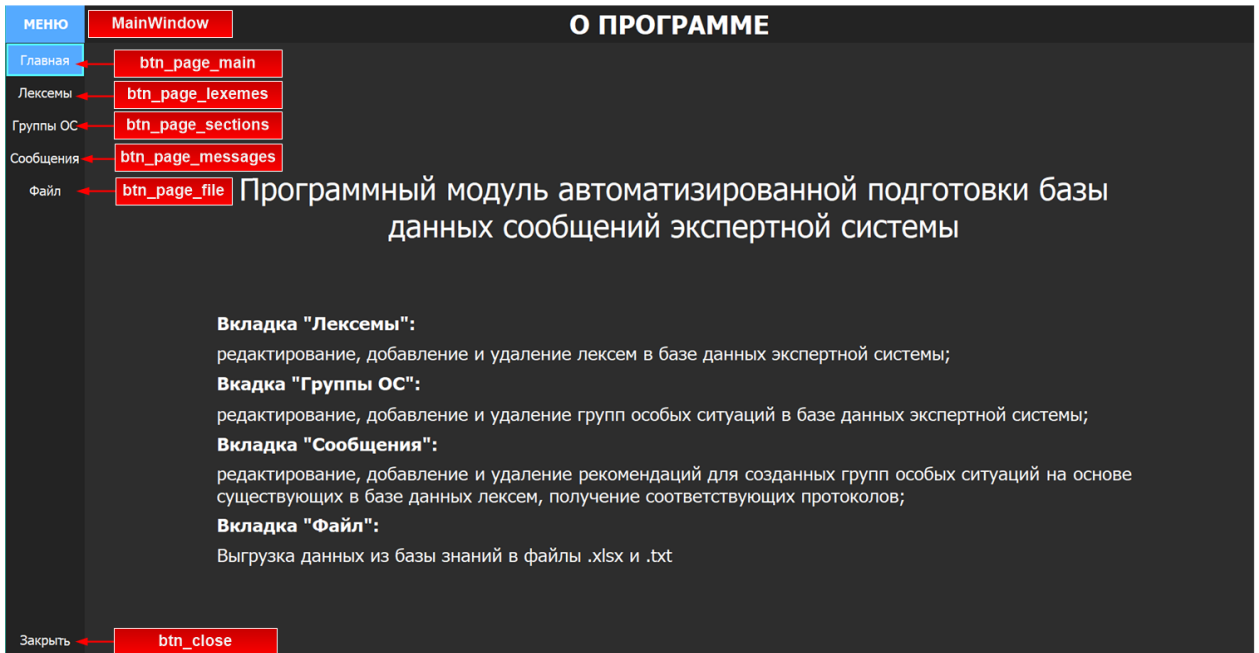 МЕНЮ MainWindow О ПРОГРАММЕ
Главная btn_page_main
Лексемы btn_page_lexemes
Группы ОС btn_page_sections
Сообщения btn_page_messages
Файл btn_page_file
Программный модуль автоматизированной подготовки базы
данных сообщений экспертной системы
Вкладка "Лексемы":
редактирование, добавление и удаление лексем в базе данных экспертной системы;
Вкадка "Группы ОС":
редактирование, добавление и удаление групп особых ситуаций в базе данных экспертной системы;
Вкладка "Сообщения":
редактирование, добавление и удаление рекомендаций для созданных групп особых ситуаций на основе
существующих в базе данных лексем, получение соответствующих протоколов;
Вкладка "Файл":
Выгрузка данных из базы знаний в файлы .xlsx и .txt
Закрыть btn_close